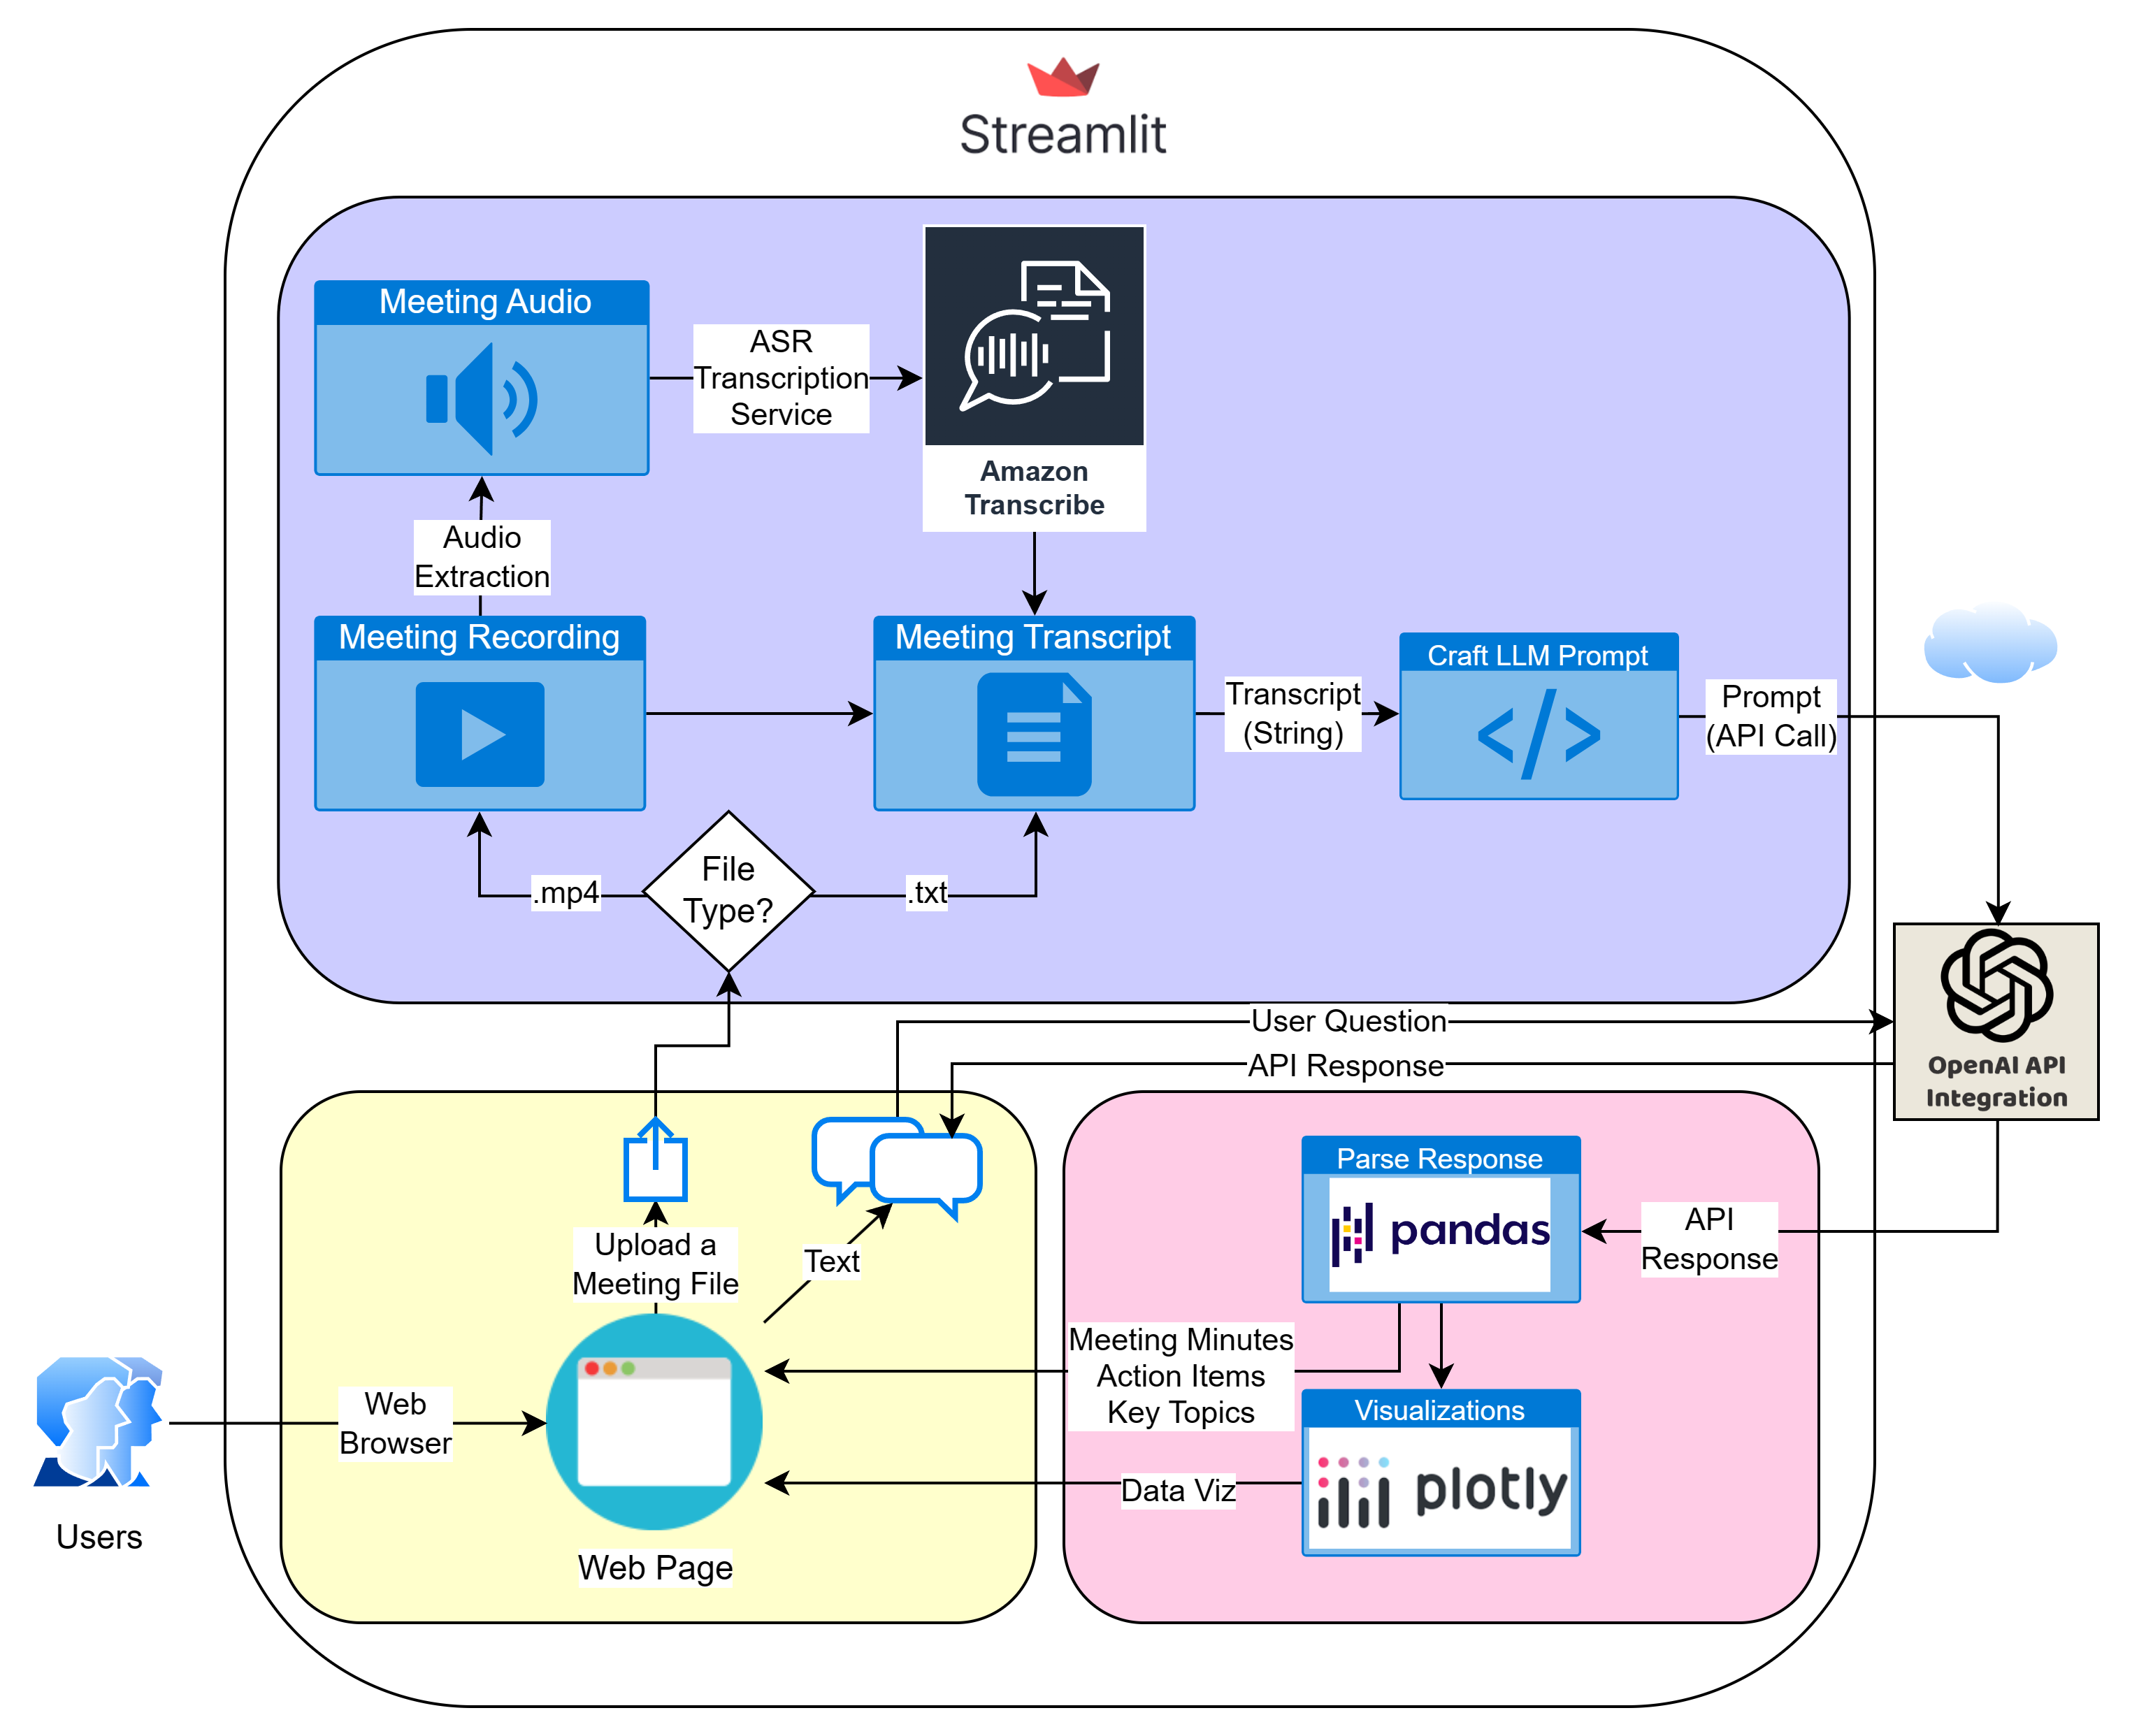 Streamlit
Meeting Audio
ASR
Transcription
Service
Amazon
Transcribe
Audio
Extraction
Meeting Recording
Meeting Transcript
Transcript
(String)
Craft LLM Prompt
</>
Prompt
(API Call)
File
Type?
.mp4
.txt
User Question
API Response
OpenAI API
Integration
Upload a
Meeting File
Text
Parse Response
pandas
API
Response
Meeting Minutes
Action Items
Key Topics
Visualizations
plotly
Data Viz
Web
Browser
Users
Web Page